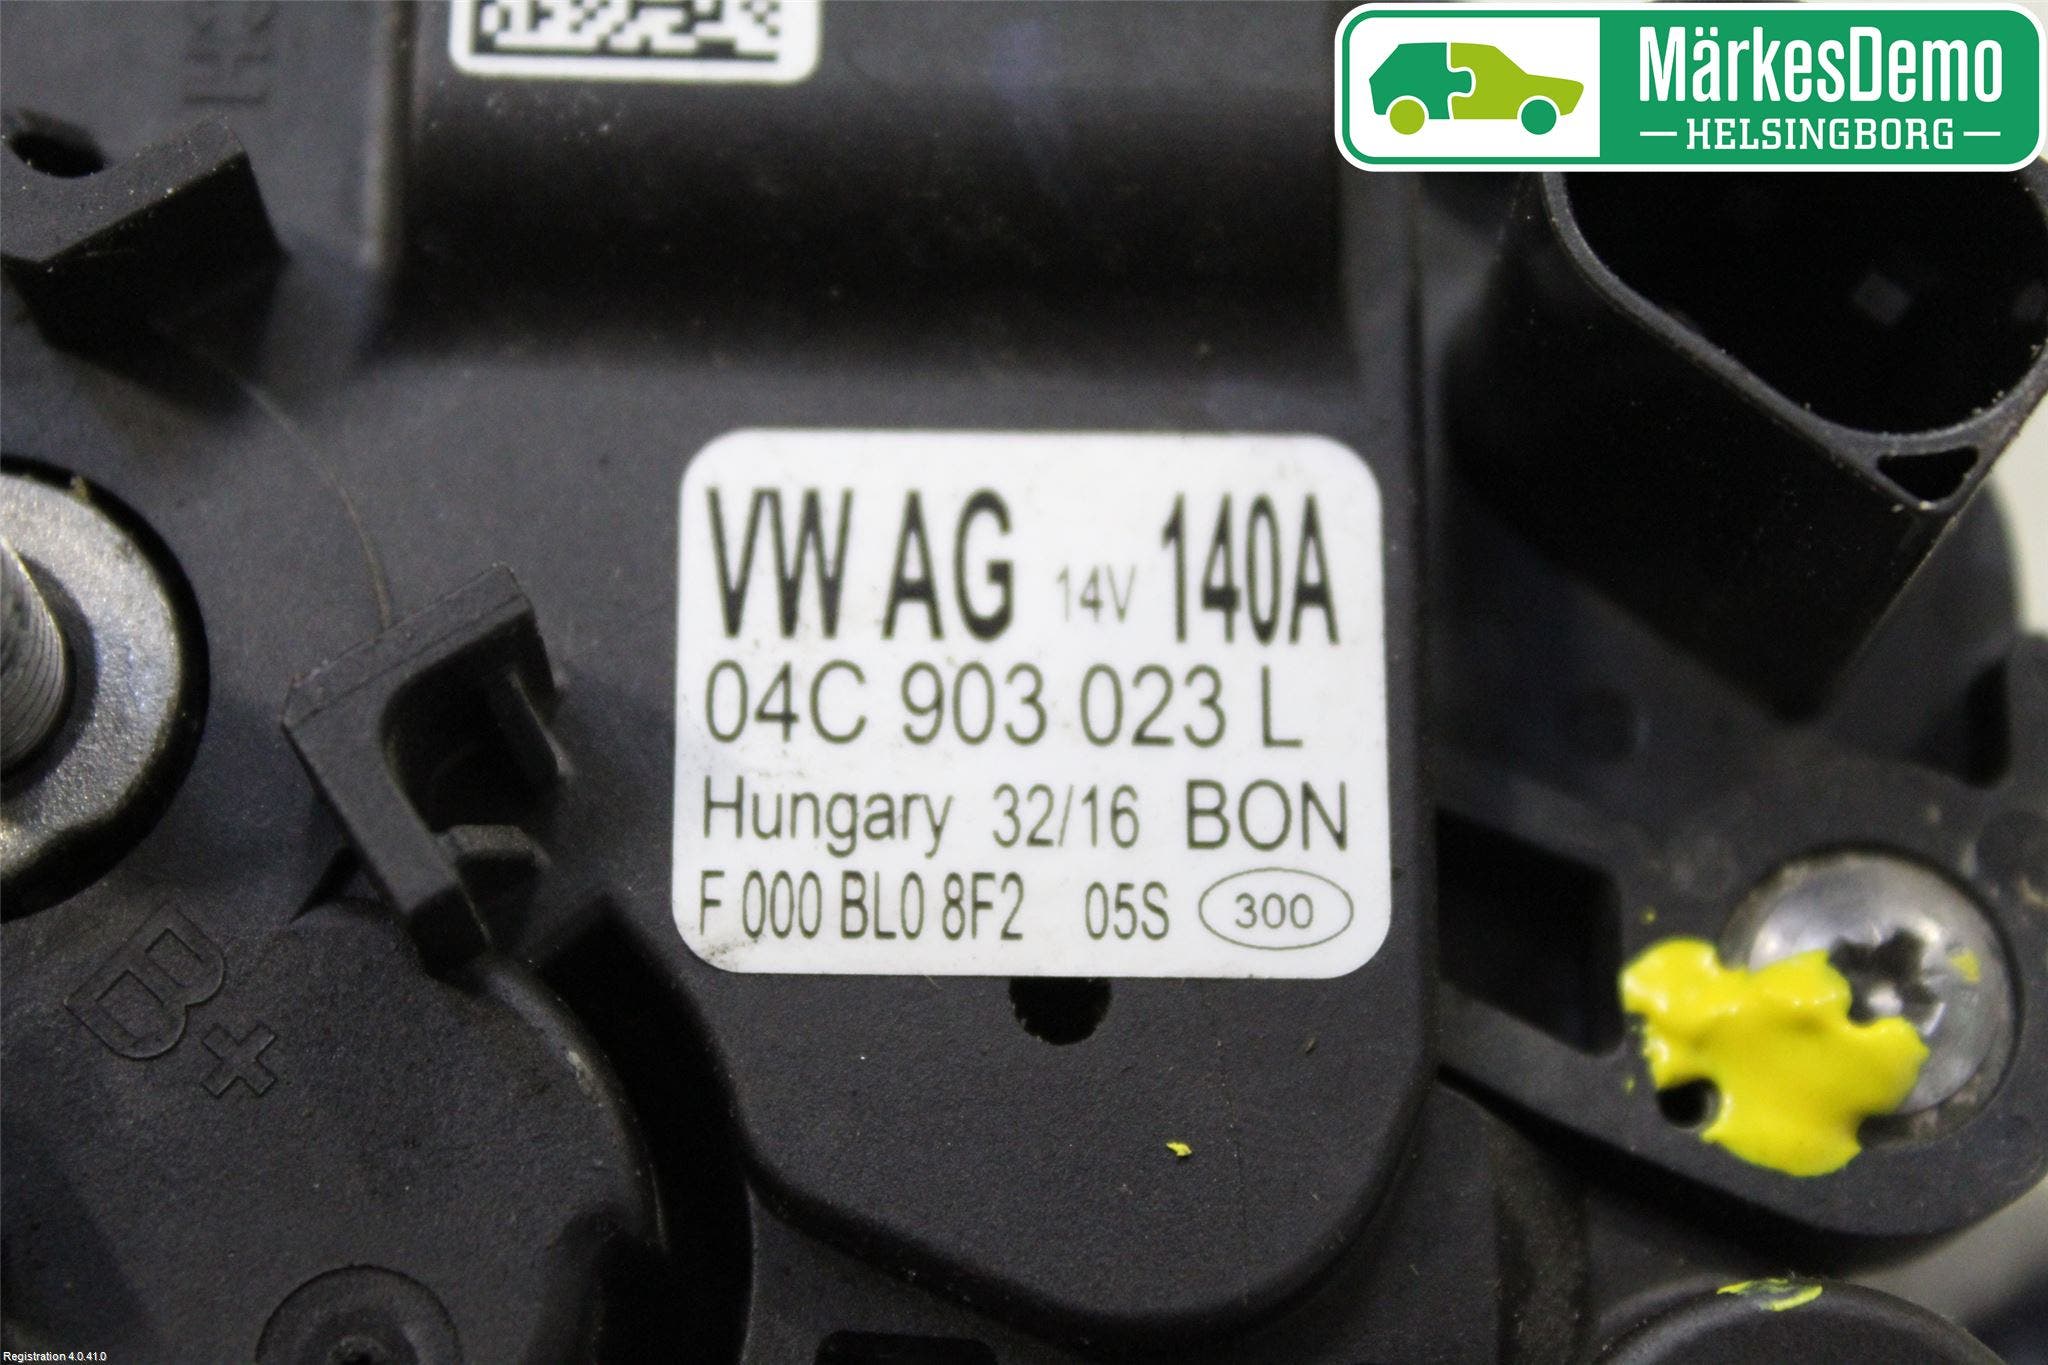 MärkesDemo
HELSINGBORG
VW AG 14V 140A
04C 903 023 L
Hungary 32/16 BON
F 000 BL0 8F2 05S 300
B+
Registration 4.0.41.0